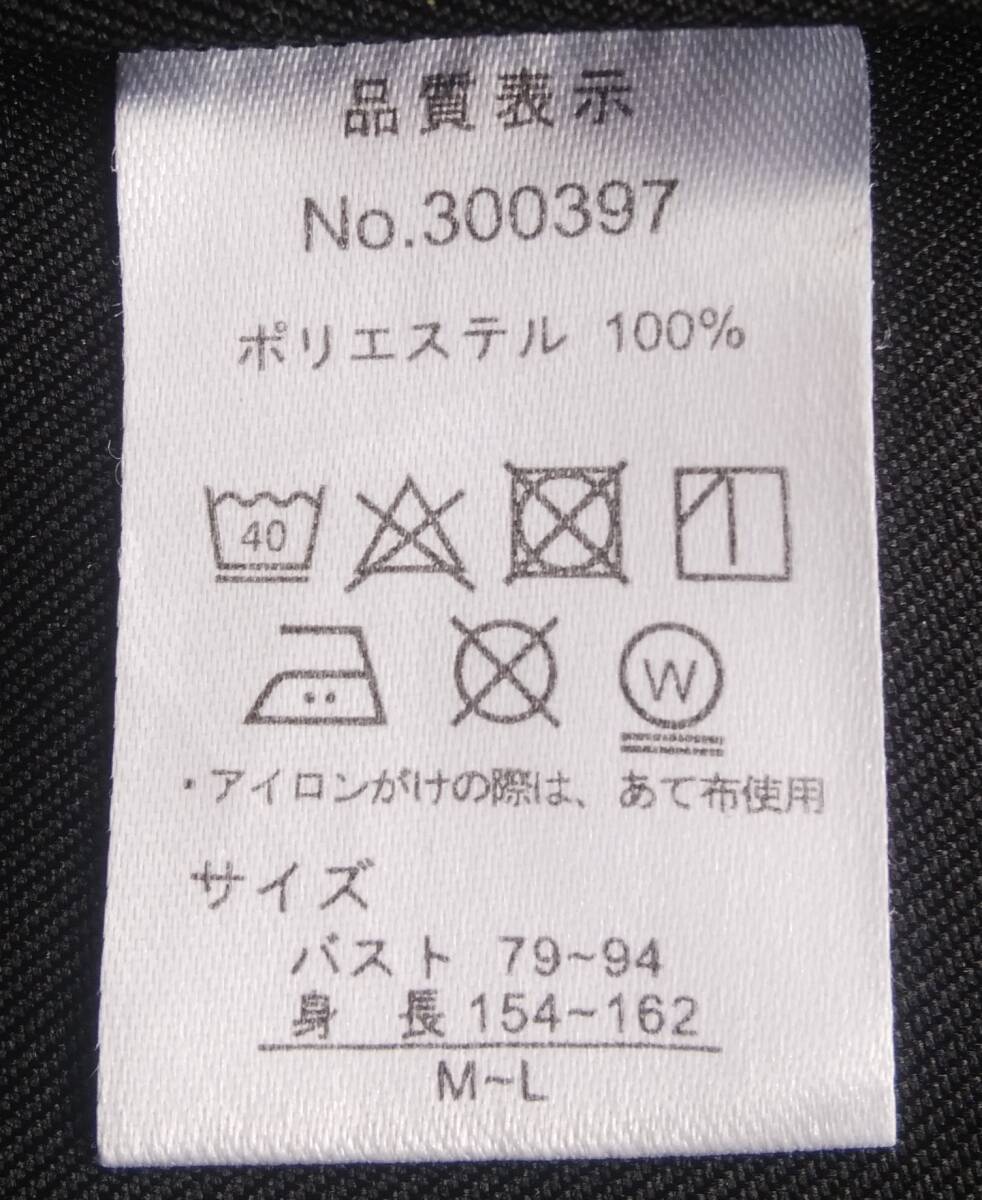 品質表示
No.300397
ポリエステル 100%
40
W
・アイロンがけの際は、あて布使用
サイズ
バスト 79~94
身 長 154~162
M~L